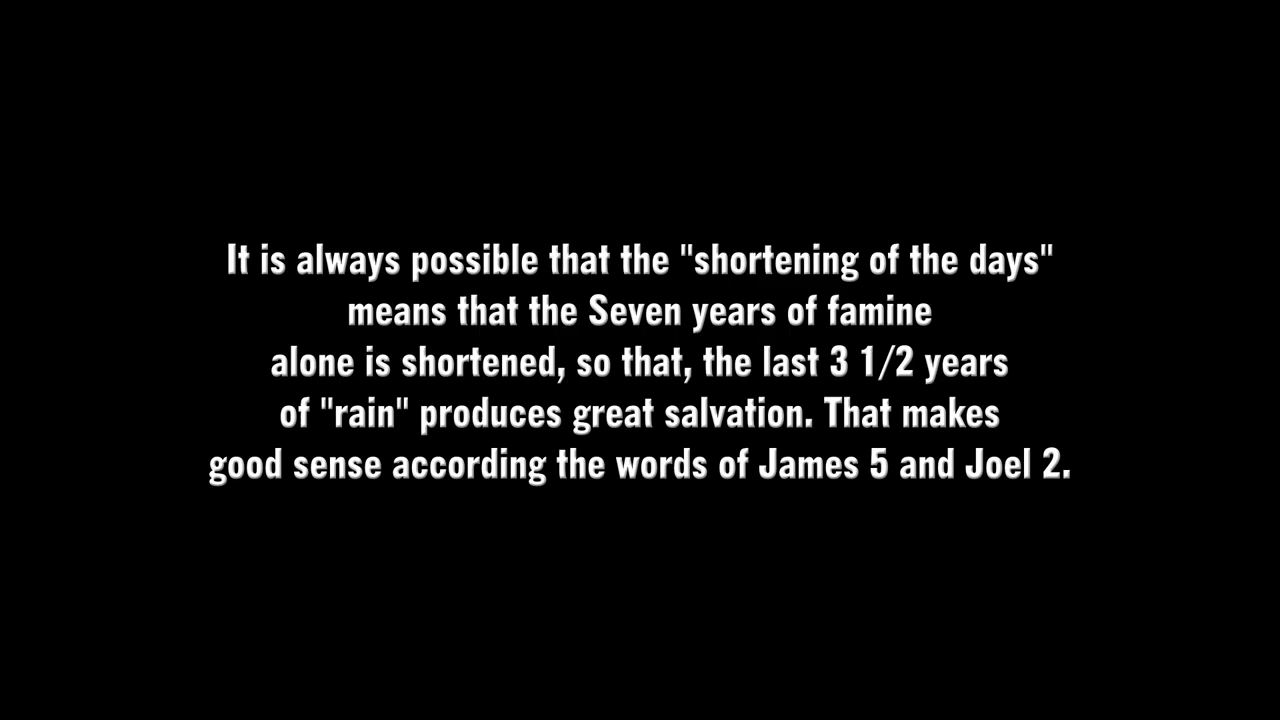 It is always possible that the "shortening of the days"
means that the Seven years of famine
alone is shortened, so that, the last 3 1/2 years
of "rain" produces great salvation. That makes
good sense according the words of James 5 and Joel 2.